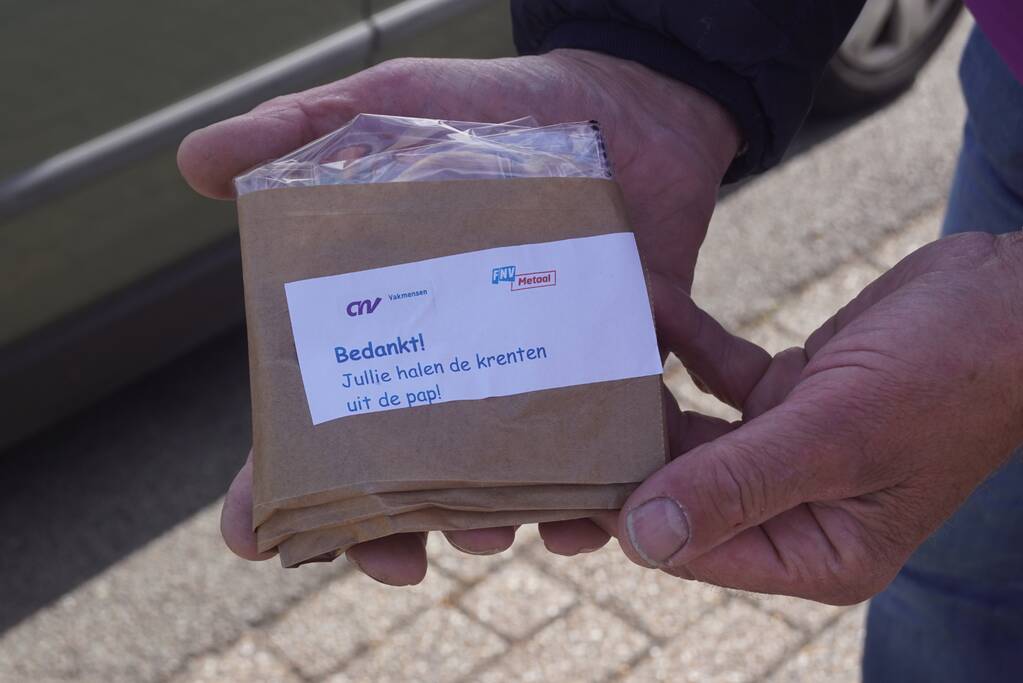 CNV Vakmensen
FNV Metaal
Bedankt!
Jullie halen de krenten
uit de pap!